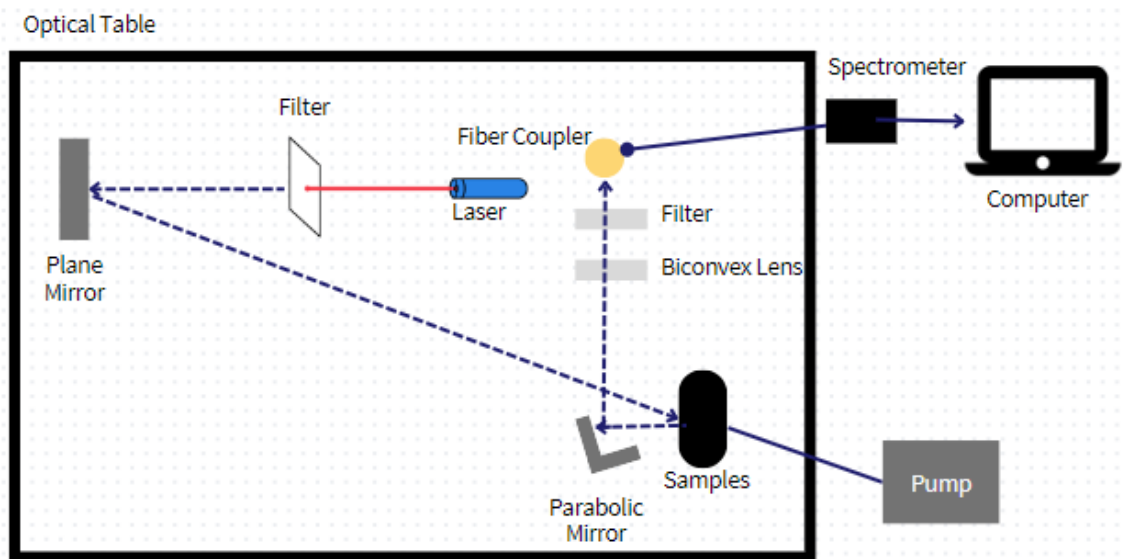 Optical Table
Spectrometer
Filter
Fiber Coupler
Computer
Laser
Filter
Biconvex Lens
Plane
Mirror
Samples
Pump
Parabolic
Mirror